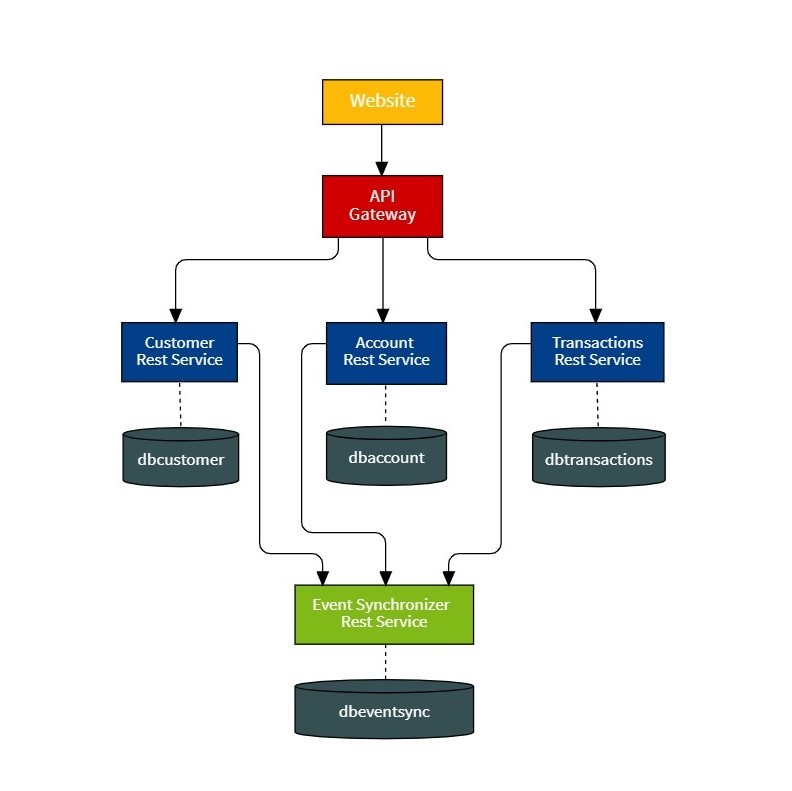 Website
API
Gateway
Customer
Rest Service
Account
Rest Service
Transactions
Rest Service
dbcustomer
dbaccount
dbtransactions
Event Synchronizer
Rest Service
dbeventsync